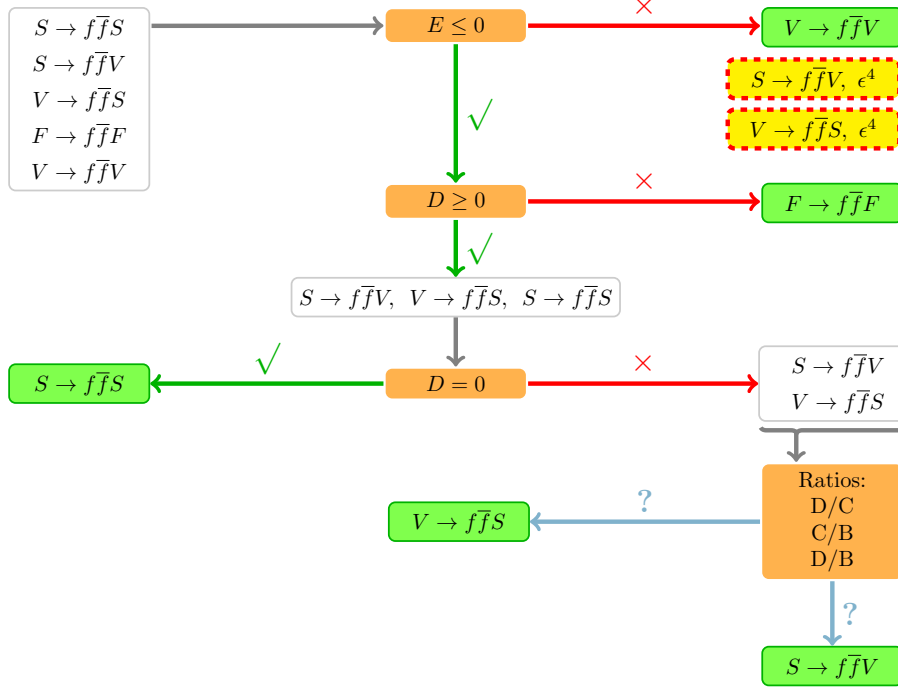 ×
S → f f̅ S
E ≤ 0
V → f f̅ V
S → f f̅ V
V → f f̅ S
F → f f̅ F
V → f f̅ V
S → f f̅ V, ϵ⁴
V → f f̅ S, ϵ⁴
√
×
D ≥ 0
F → f f̅ F
√
S → f f̅ V, V → f f̅ S, S → f f̅ S
√
×
S → f f̅ S
D = 0
S → f f̅ V
V → f f̅ S
Ratios:
D/C
C/B
D/B
?
V → f f̅ S
?
S → f f̅ V